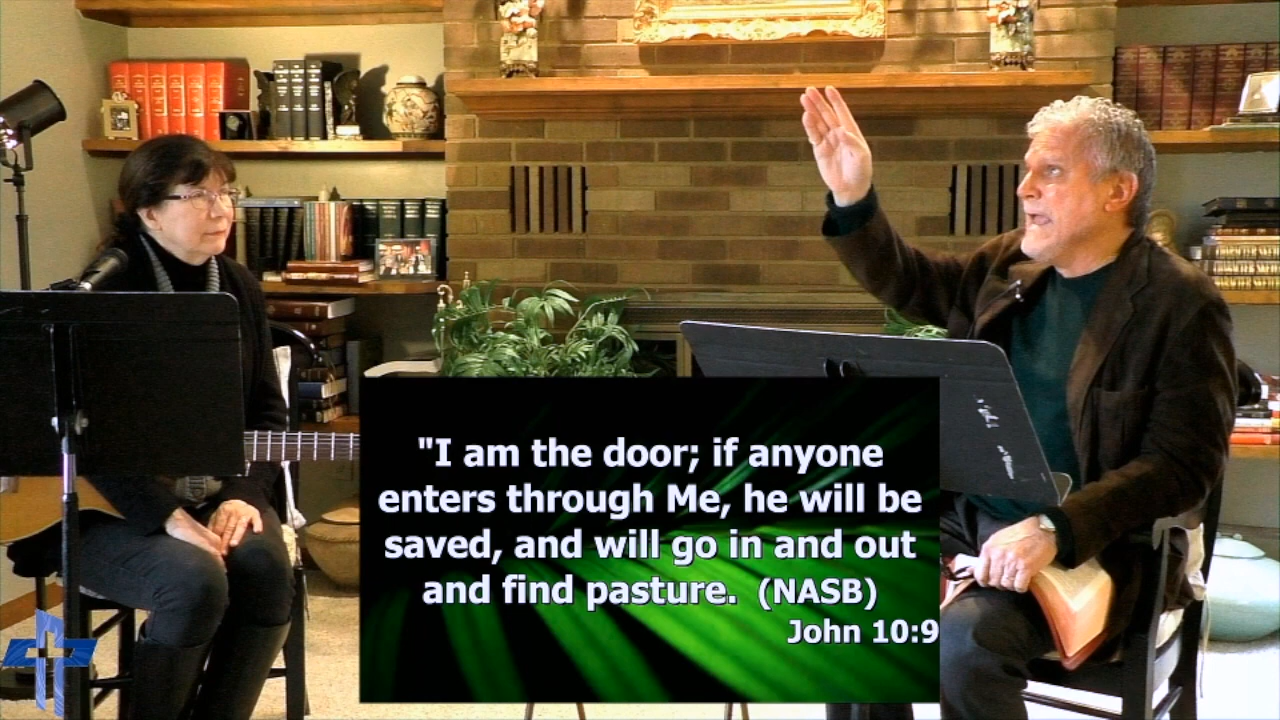 "I am the door; if anyone
enters through Me, he will be
saved, and will go in and out
and find pasture.  (NASB)
John 10:9